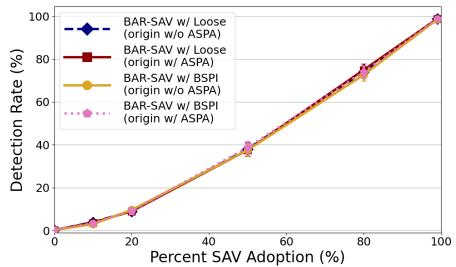 100
80
60
40
20
0
Detection Rate (%)
BAR-SAV w/ Loose
(origin w/o ASPA)
BAR-SAV w/ Loose
(origin w/ ASPA)
BAR-SAV w/ BSPI
(origin w/o ASPA)
BAR-SAV w/ BSPI
(origin w/ ASPA)
0 20 40 60 80 100
Percent SAV Adoption (%)